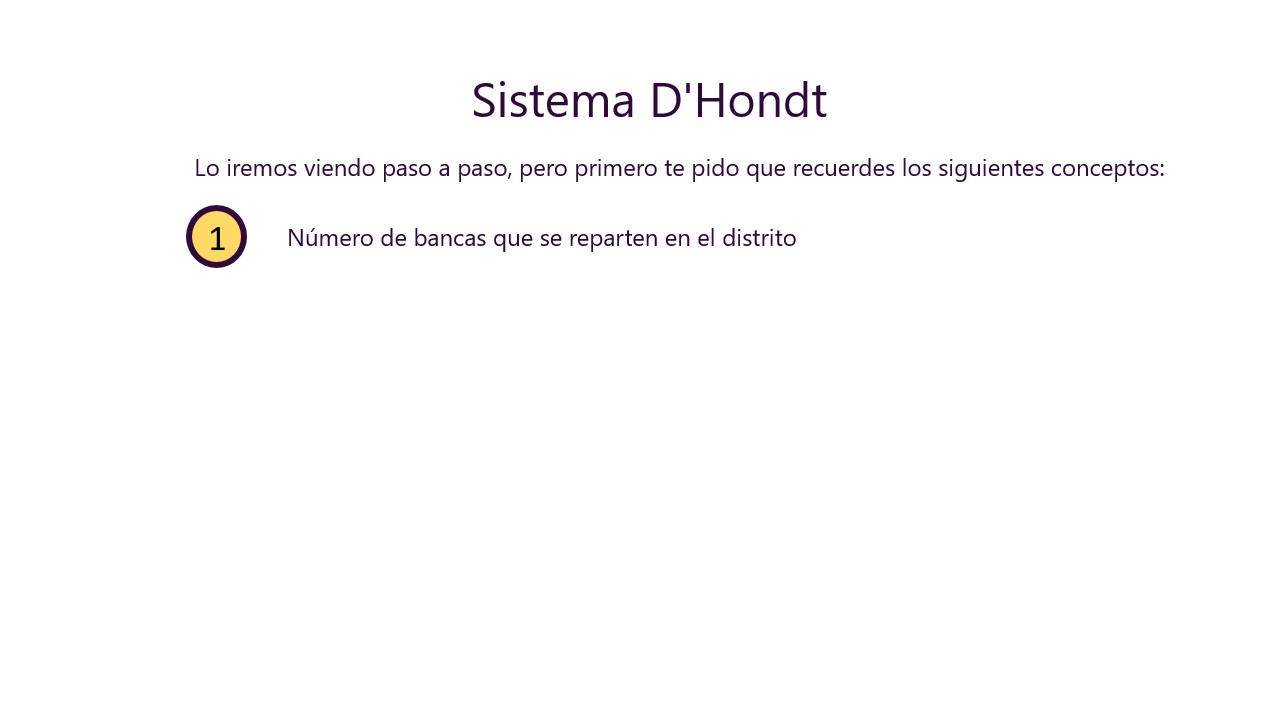 Sistema D'Hondt
Lo iremos viendo paso a paso, pero primero te pido que recuerdes los siguientes conceptos:
1 Número de bancas que se reparten en el distrito